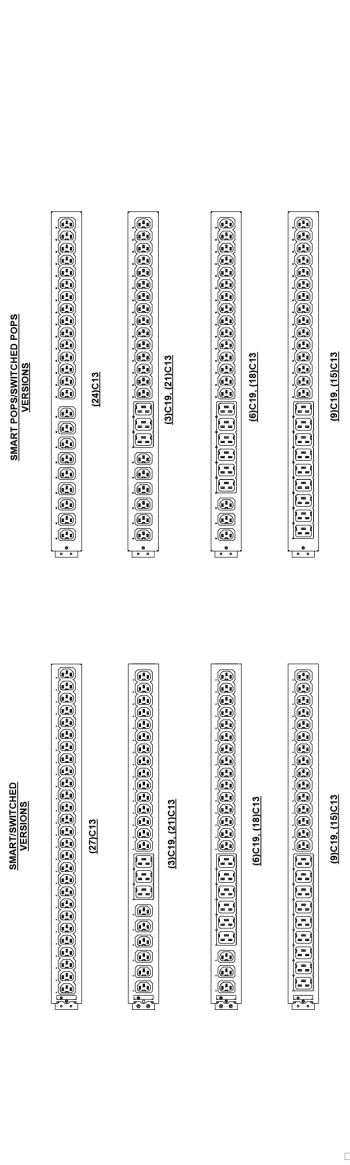 SMART POPS/SWITCHED POPS
VERSIONS
(24)C13
(3)C19, (21)C13
(6)C19, (18)C13
(9)C19, (15)C13
SMART/SWITCHED
VERSIONS
(27)C13
(3)C19, (21)C13
(6)C19, (18)C13
(9)C19, (15)C13